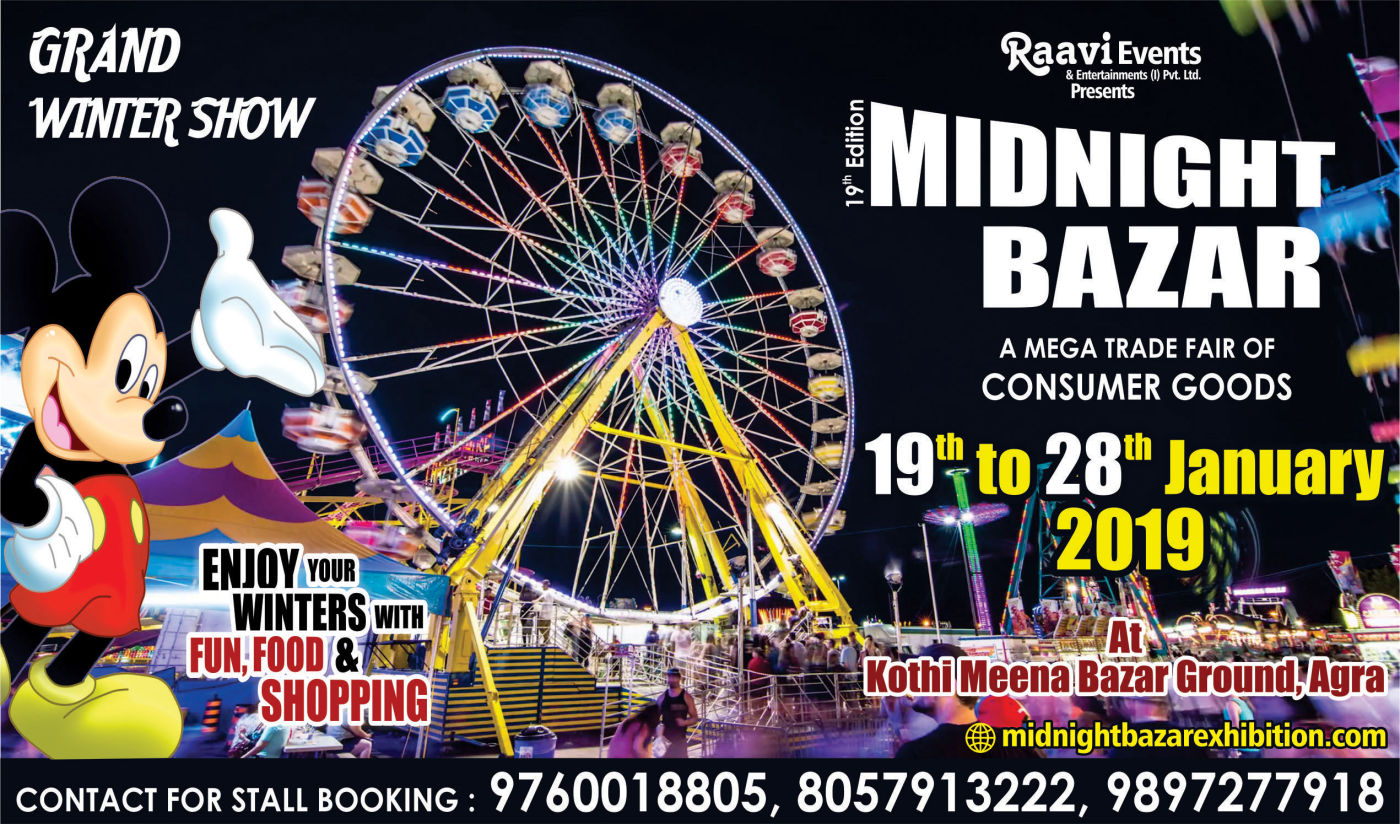 GRAND
WINTER SHOW
Raavi Events
& Entertainments (I) Pvt. Ltd.
Presents
19th Edition
MIDNIGHT
BAZAR
A MEGA TRADE FAIR OF
CONSUMER GOODS
19th to 28th January
2019
At
Kothi Meena Bazar Ground, Agra
midnightbazarexhibition.com
ENJOY YOUR
WINTERS WITH
FUN, FOOD &
SHOPPING
CONTACT FOR STALL BOOKING : 9760018805, 8057913222, 9897277918